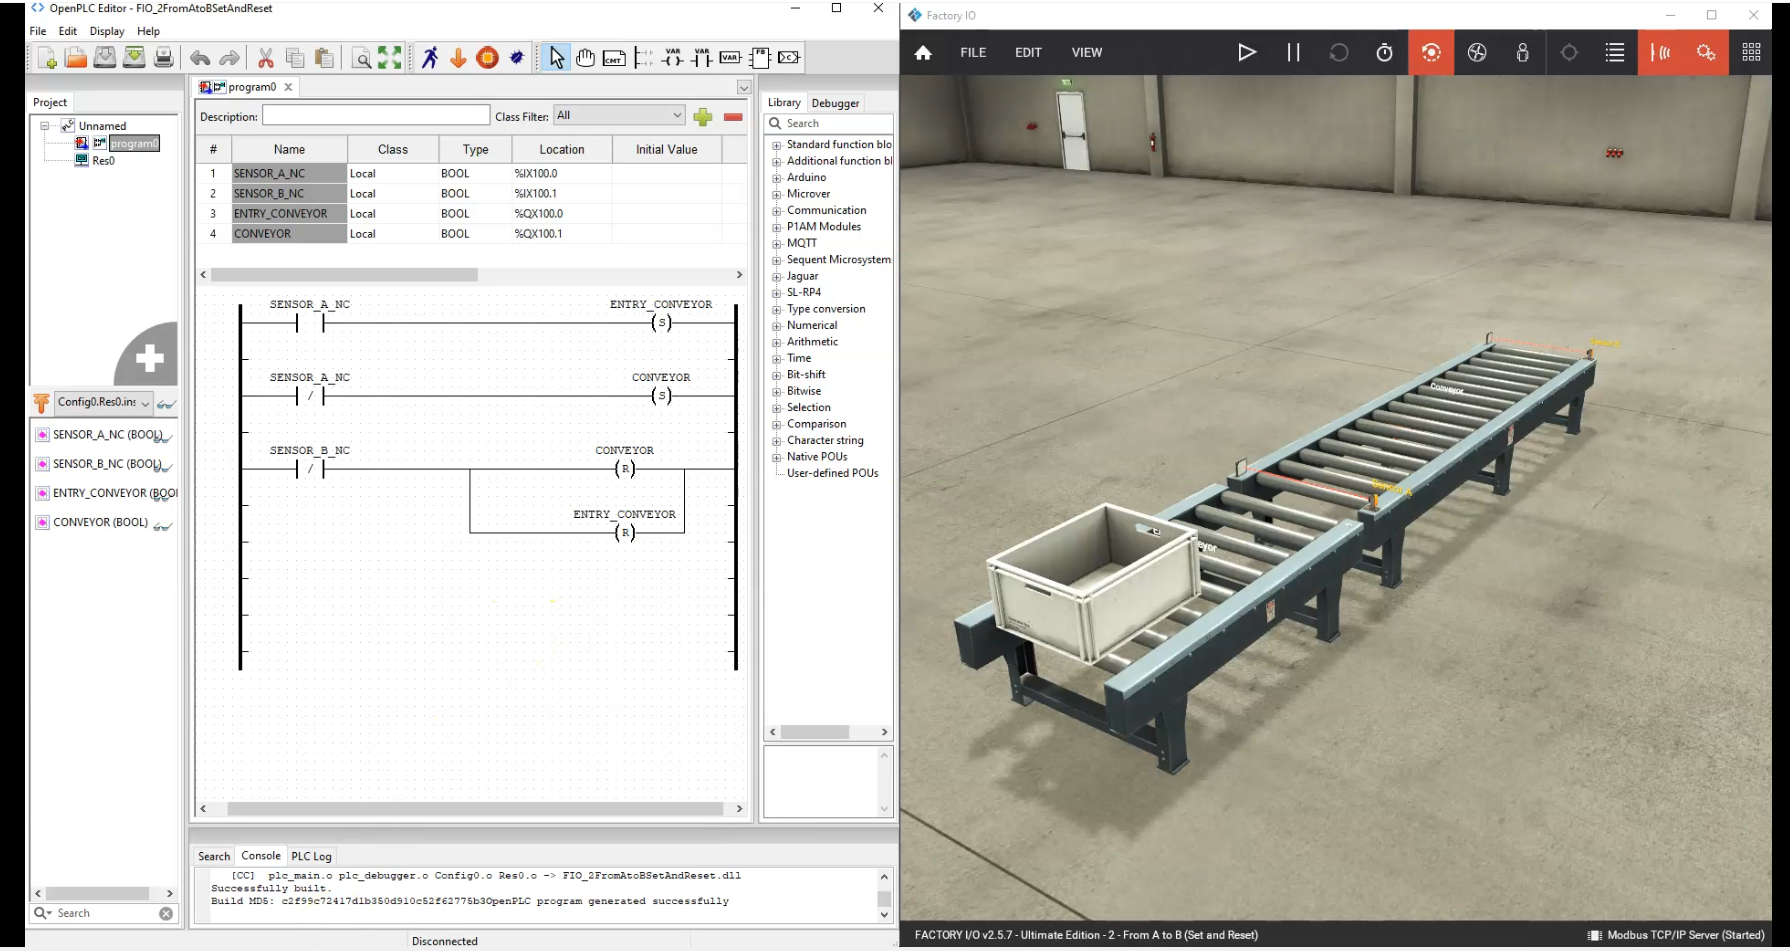 OpenPLC Editor - FIO_2FromAtoBSetAndReset
File Edit Display Help
Project
Unnamed
program0
Res0
Config0.Res0.ins
SENSOR_A_NC (BOOL)
SENSOR_B_NC (BOOL)
ENTRY_CONVEYOR (BOOL
CONVEYOR (BOOL)
Search
program0
Description: Class Filter: All
# Name Class Type Location Initial Value
1 SENSOR_A_NC Local BOOL %IX100.0
2 SENSOR_B_NC Local BOOL %IX100.1
3 ENTRY_CONVEYOR Local BOOL %QX100.0
4 CONVEYOR Local BOOL %QX100.1
SENSOR_A_NC ENTRY_CONVEYOR
S
SENSOR_A_NC CONVEYOR
/ S
SENSOR_B_NC CONVEYOR
/ R
ENTRY_CONVEYOR
R
Library Debugger
Search
Standard function blo
Additional function bl
Arduino
Microver
Communication
P1AM Modules
MQTT
Sequent Microsystem
Jaguar
SL-RP4
Type conversion
Numerical
Arithmetic
Time
Bit-shift
Bitwise
Selection
Comparison
Character string
Native POUs
User-defined POUs
Search Console PLC Log
[CC] plc_main.o plc_debugger.o Config0.o Res0.o -> FIO_2FromAtoBSetAndReset.dll
Successfully built.
Build MD5: c2f99c72417d1b350d910c52f62775b3OpenPLC program generated successfully
Disconnected
Factory IO
FILE EDIT VIEW
Conveyor
Sensor A
eyor
FACTORY I/O v2.5.7 - Ultimate Edition - 2 - From A to B (Set and Reset) Modbus TCP/IP Server (Started)